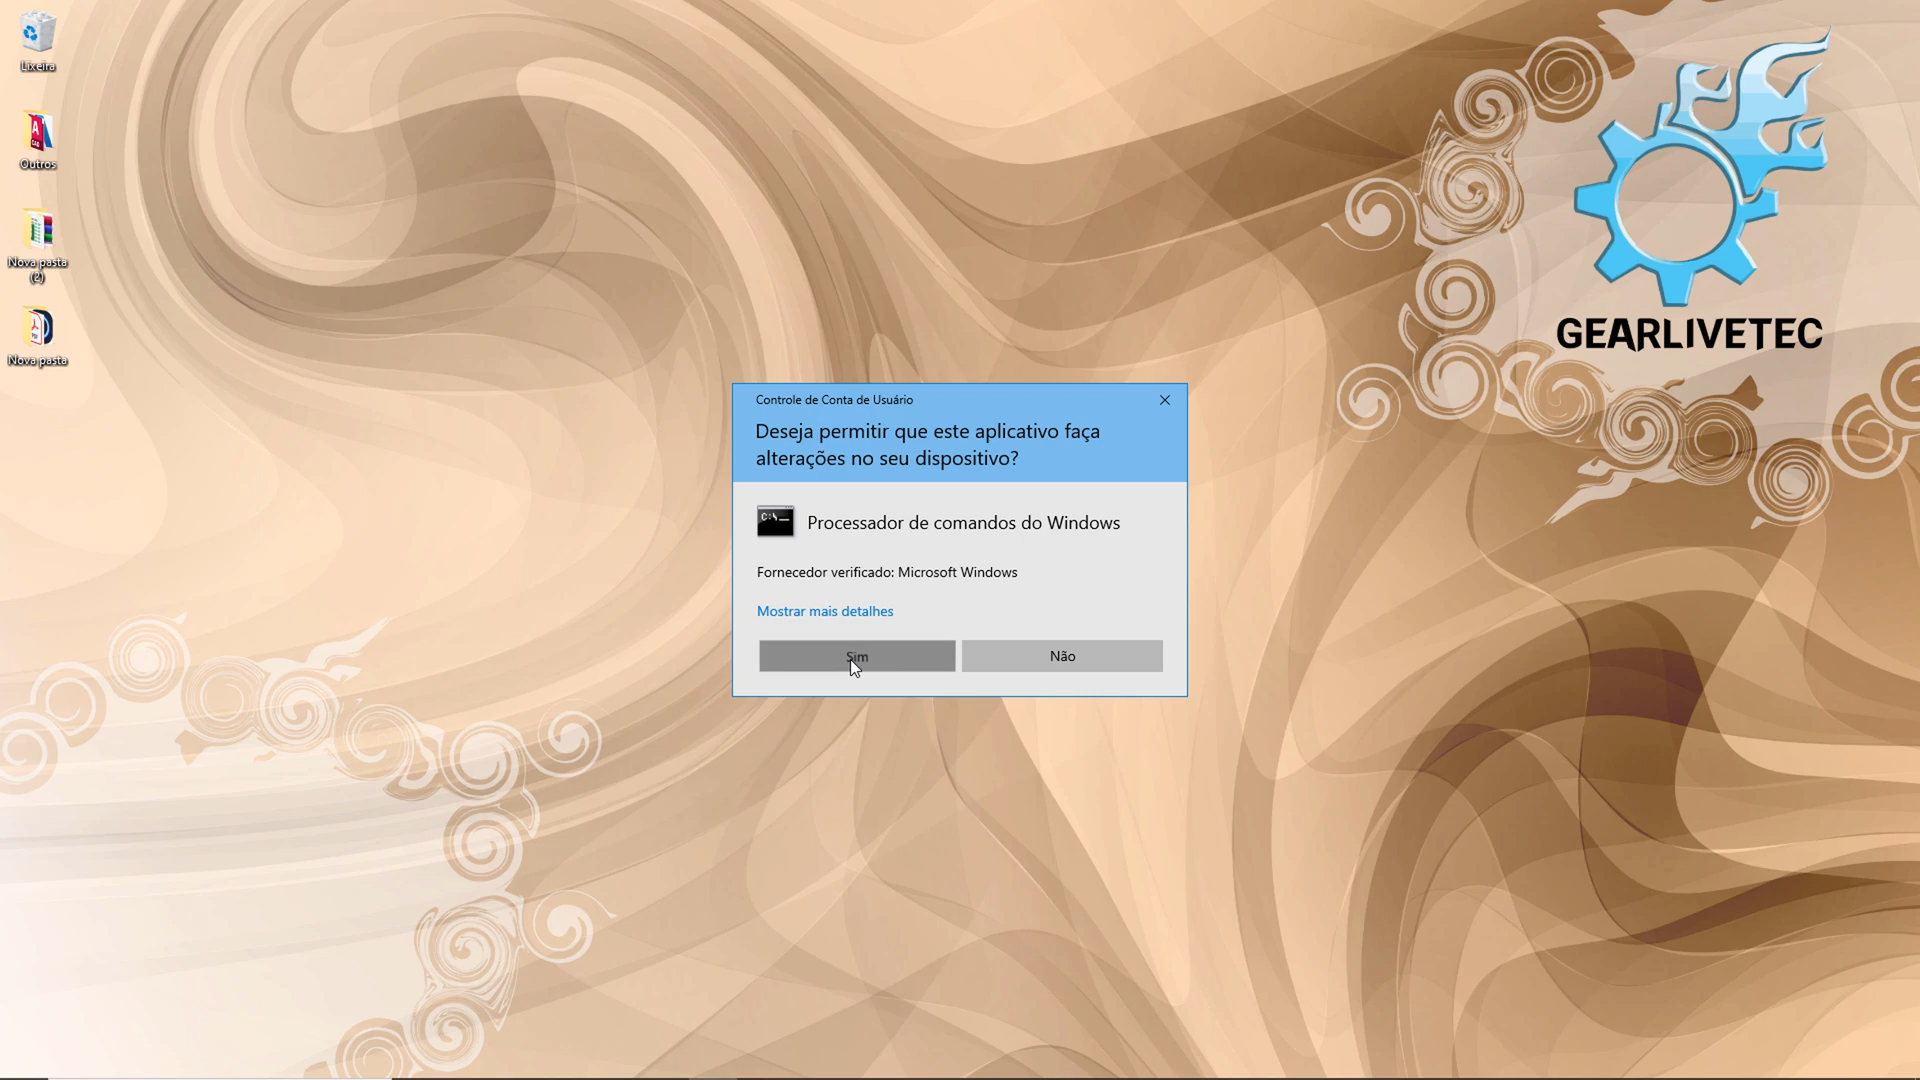 Lixeira
Outros
Nova pasta
(2)
Nova pasta
GEARLIVETEC
Controle de Conta de Usuário
Deseja permitir que este aplicativo faça
alterações no seu dispositivo?
C:\
Processador de comandos do Windows
Fornecedor verificado: Microsoft Windows
Mostrar mais detalhes
Sim
Não